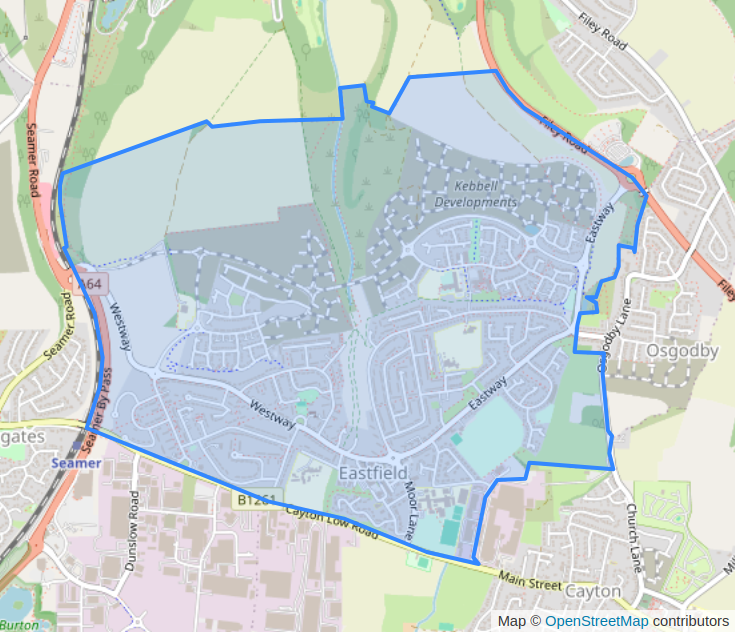 Filey Road
Seamer Road
Filey Road
Kebbell
Developments
Eastway
A64
Filey
Seamer Road
Westway
Osgodby Lane
Osgodby
Seamer By Pass
Eastway
Westway
gates
Seamer
Eastfield
B1261
Moor Lane
Cayton Low Road
Dunslow Road
Church Lane
Main Street
Cayton
Burton
Map © OpenStreetMap contributors